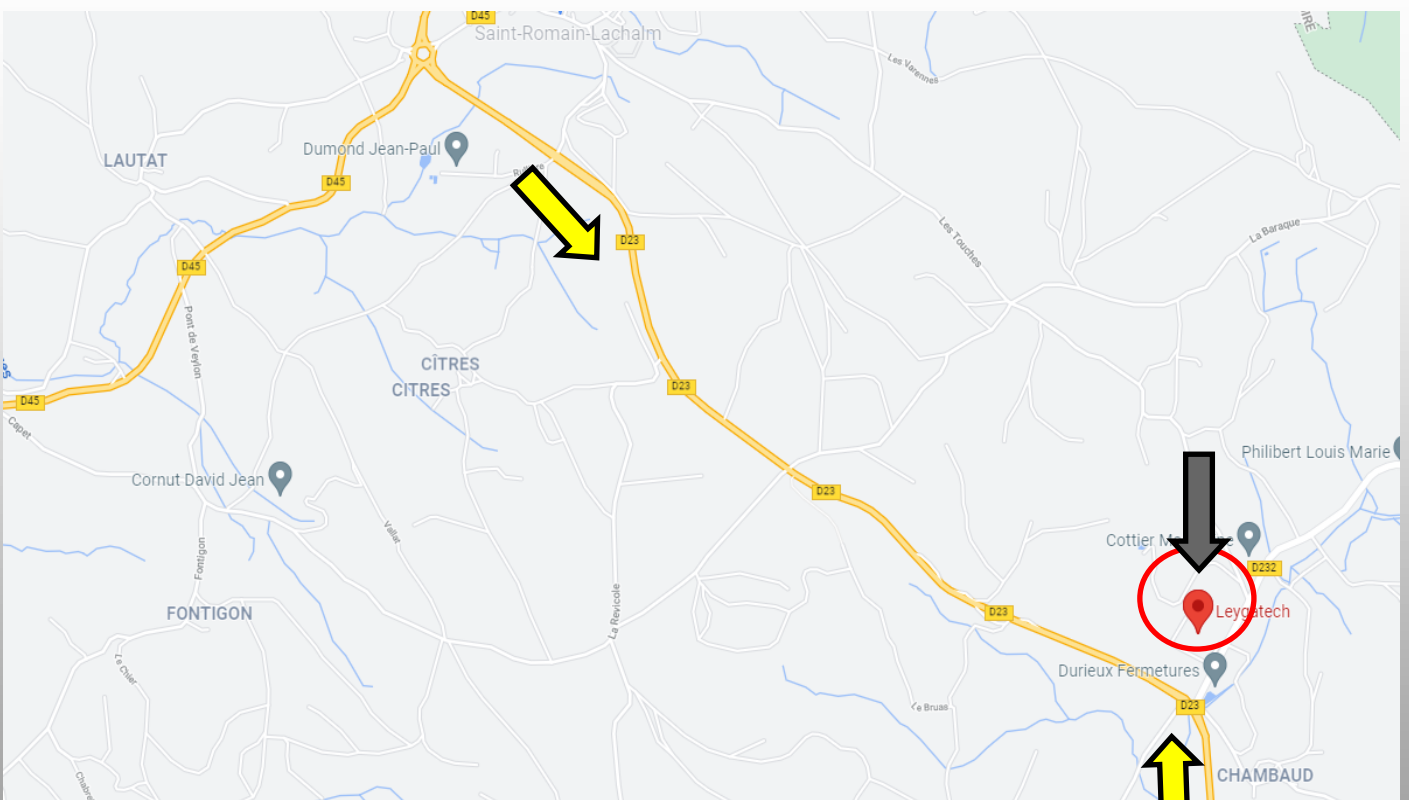 D45
Saint-Romain-Lachalm
Les Varennes
Dumond Jean-Paul
LAUTAT
D45
La Baraque
Les Touches
D23
D45
Pont de Veylon
CÎTRES
CITRES
D23
D45
Capet
Philibert Louis Marie
Cornut David Jean
D23
Vallat
Cottier
D232
Fontigon
La Revicole
FONTIGON
D23
Leygatech
Le Chier
Durieux Fermetures
D23
Le Bruas
CHAMBAUD